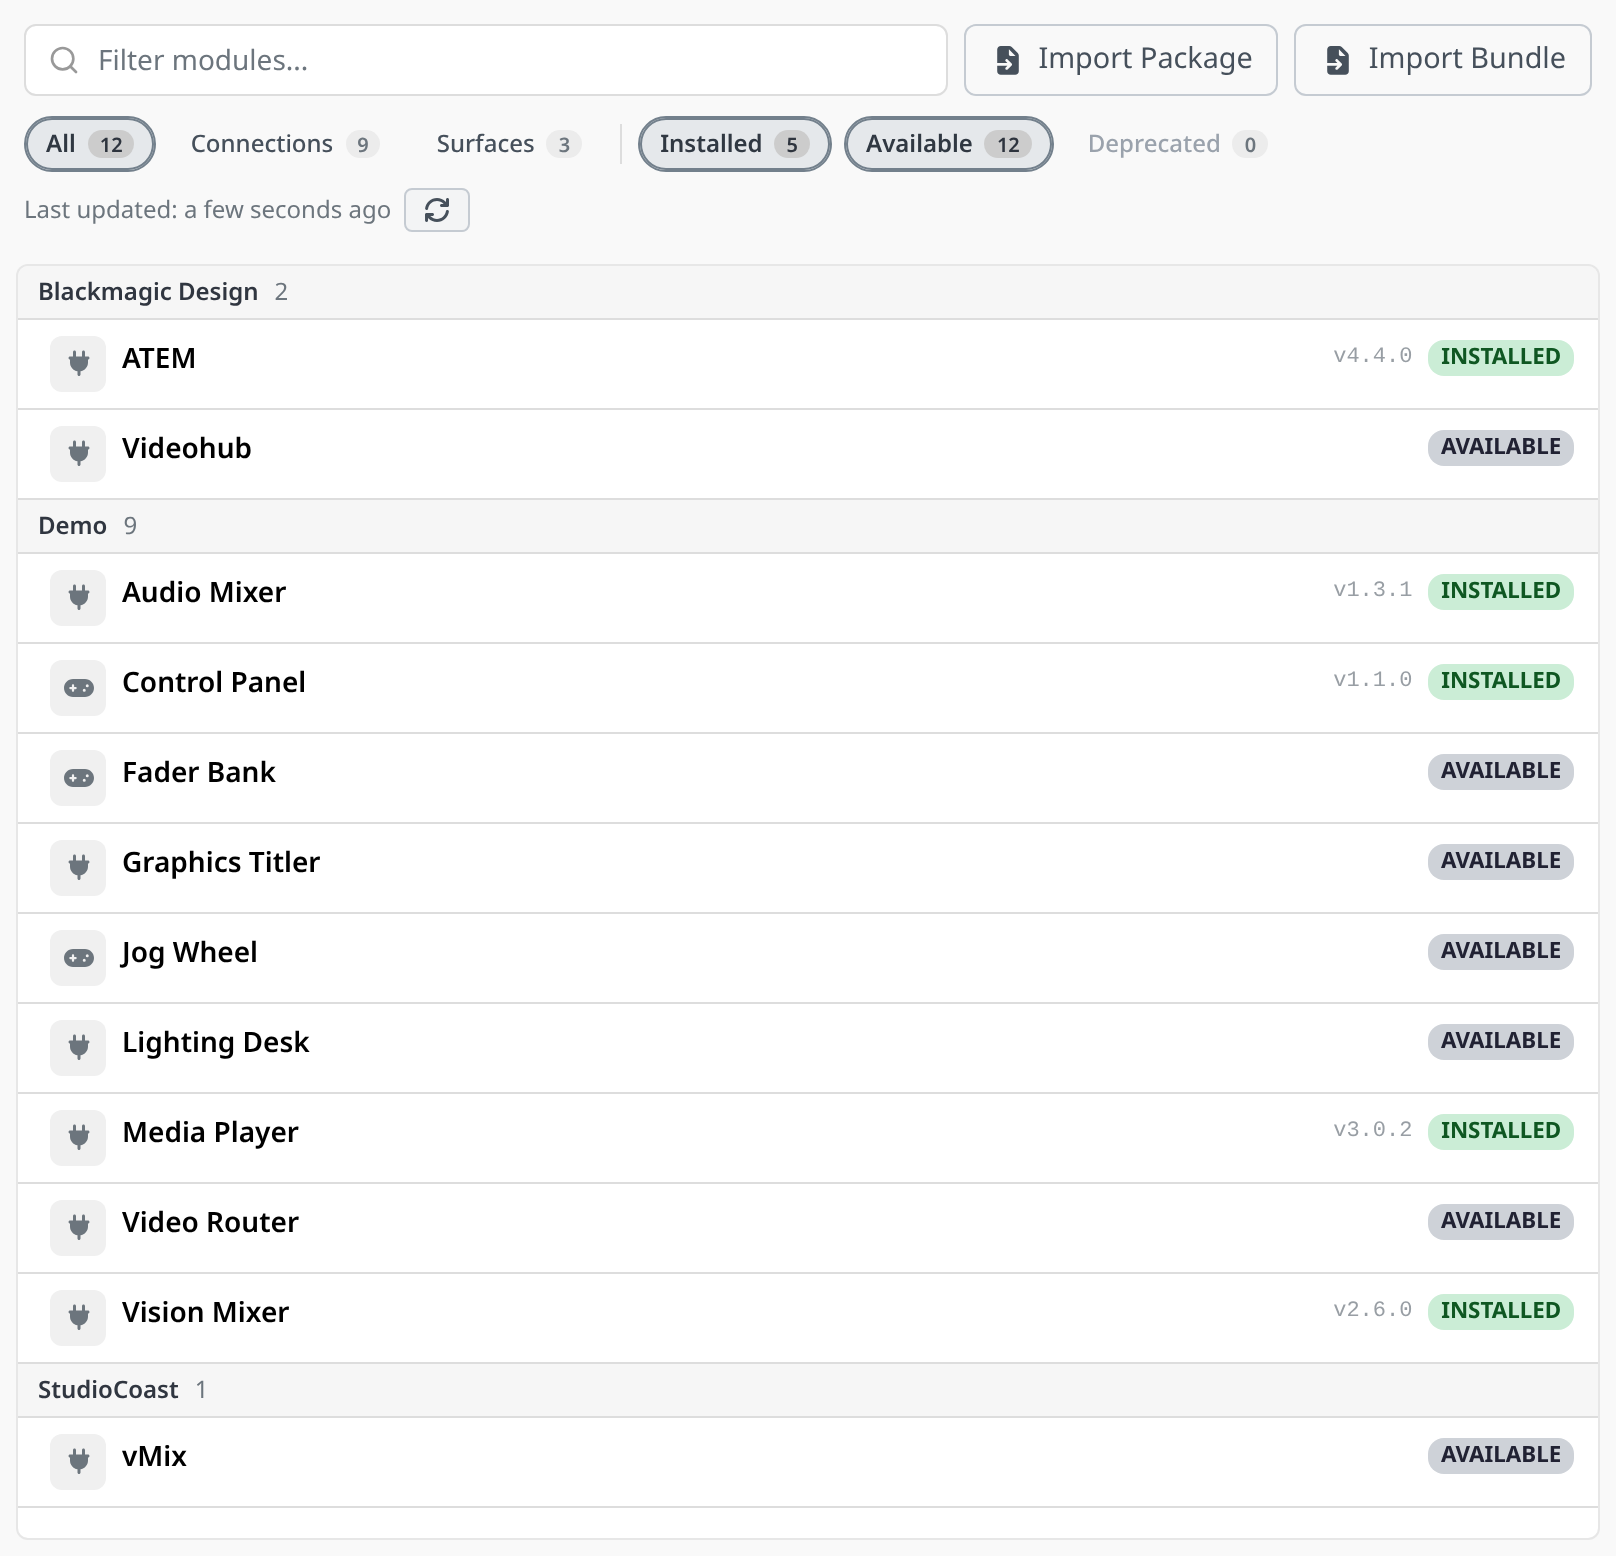 Filter modules...
Import Package
Import Bundle
All 12
Connections 9
Surfaces 3
Installed 5
Available 12
Deprecated 0
Last updated: a few seconds ago
Blackmagic Design 2
ATEM v4.4.0 INSTALLED
Videohub AVAILABLE
Demo 9
Audio Mixer v1.3.1 INSTALLED
Control Panel v1.1.0 INSTALLED
Fader Bank AVAILABLE
Graphics Titler AVAILABLE
Jog Wheel AVAILABLE
Lighting Desk AVAILABLE
Media Player v3.0.2 INSTALLED
Video Router AVAILABLE
Vision Mixer v2.6.0 INSTALLED
StudioCoast 1
vMix AVAILABLE